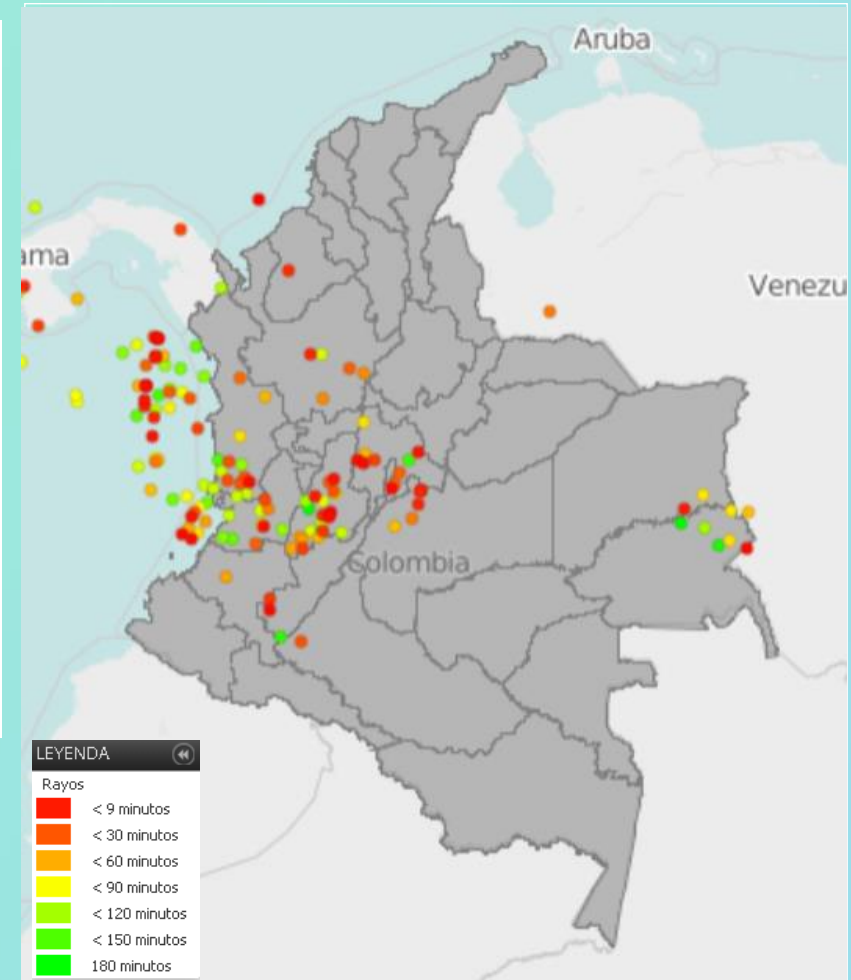 Aruba
ama
Venezu
Colombia
LEYENDA
Rayos
< 9 minutos
< 30 minutos
< 60 minutos
< 90 minutos
< 120 minutos
< 150 minutos
180 minutos